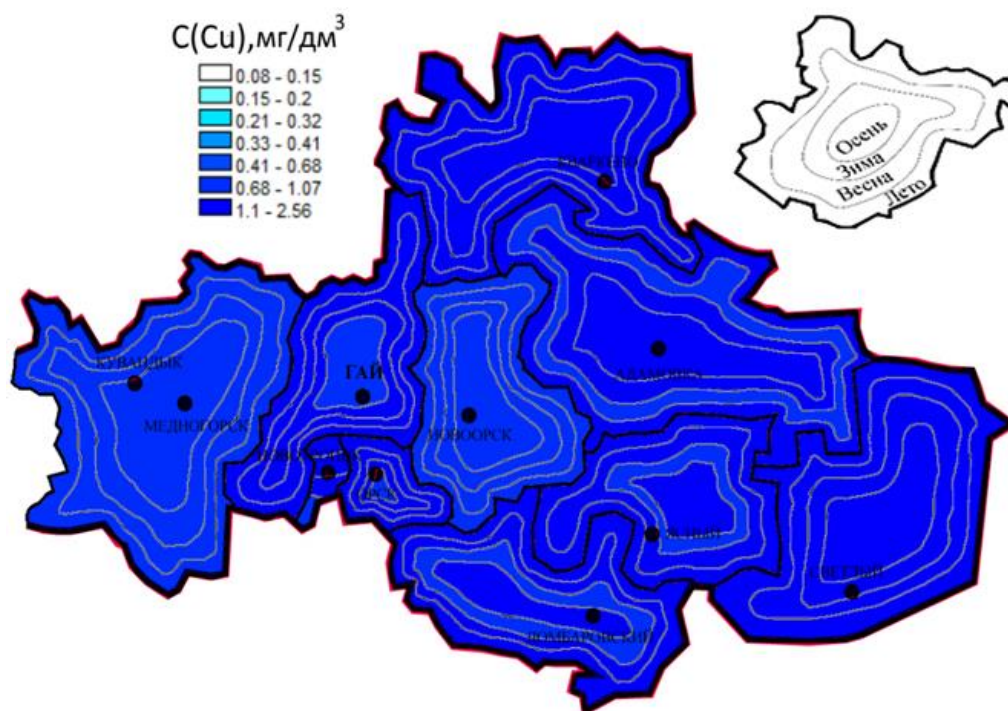 С(Cu),мг/дм³
0.08 - 0.15
0.15 - 0.2
0.21 - 0.32
0.33 - 0.41
0.41 - 0.68
0.68 - 1.07
1.1 - 2.56
Осень
Зима
Весна
Лето
КУВАНДЫК
ГАЙ
АДАМОВКА
МЕДНОГОРСК
НОВООРСК
ОРСК
ЯСНЫЙ
СВЕТЛЫЙ
ДОМБАРОВСКИЙ